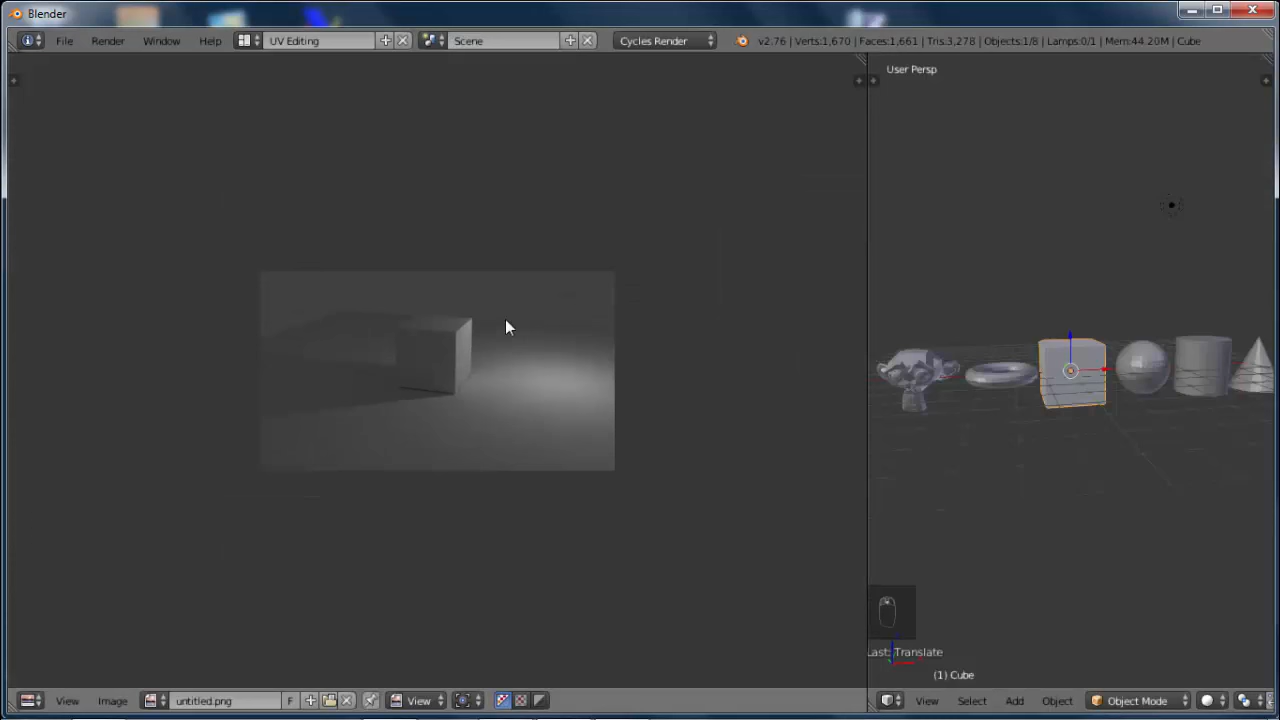 Blender
File Render Window Help UV Editing Scene Cycles Render v2.76 | Verts:1,670 | Faces:1,661 | Tris:3,278 | Objects:1/8 | Lamps:0/1 | Mem:44.20M | Cube
User Persp
Last: Translate
(1) Cube
View Image untitled.png F View View Select Add Object Object Mode